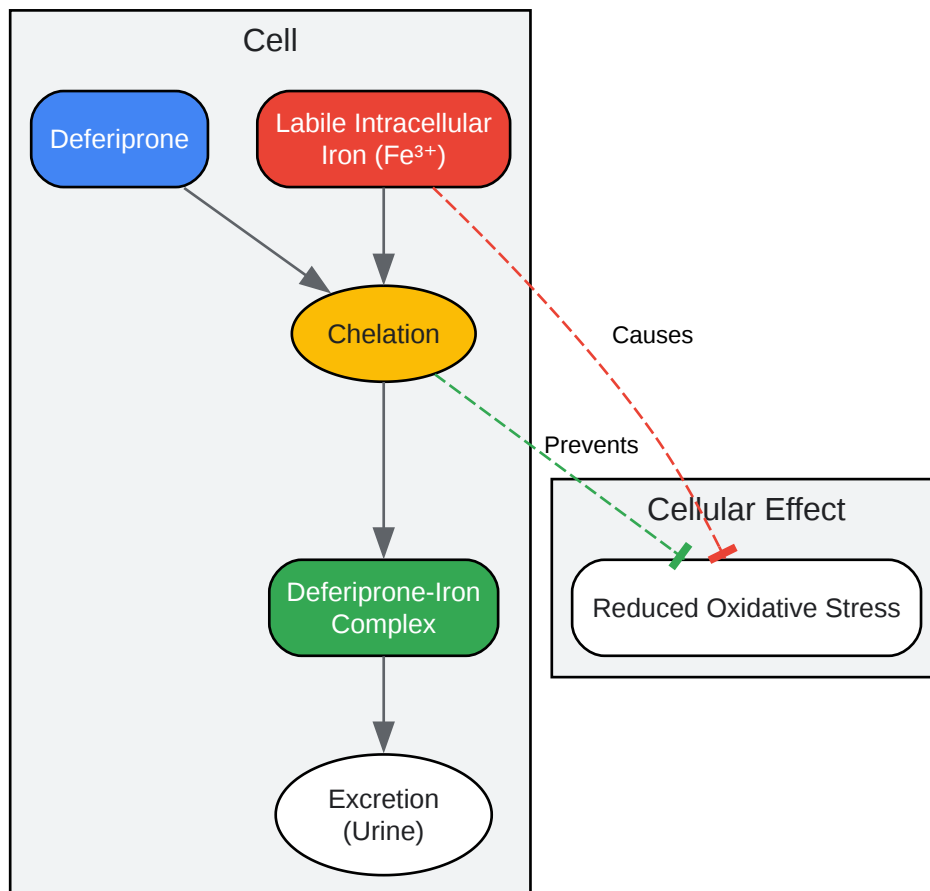 Cell
Deferiprone
Labile Intracellular
Iron (Fe³⁺)
Chelation
Causes
Prevents
Cellular Effect
Deferiprone-Iron
Complex
Reduced Oxidative Stress
Excretion
(Urine)